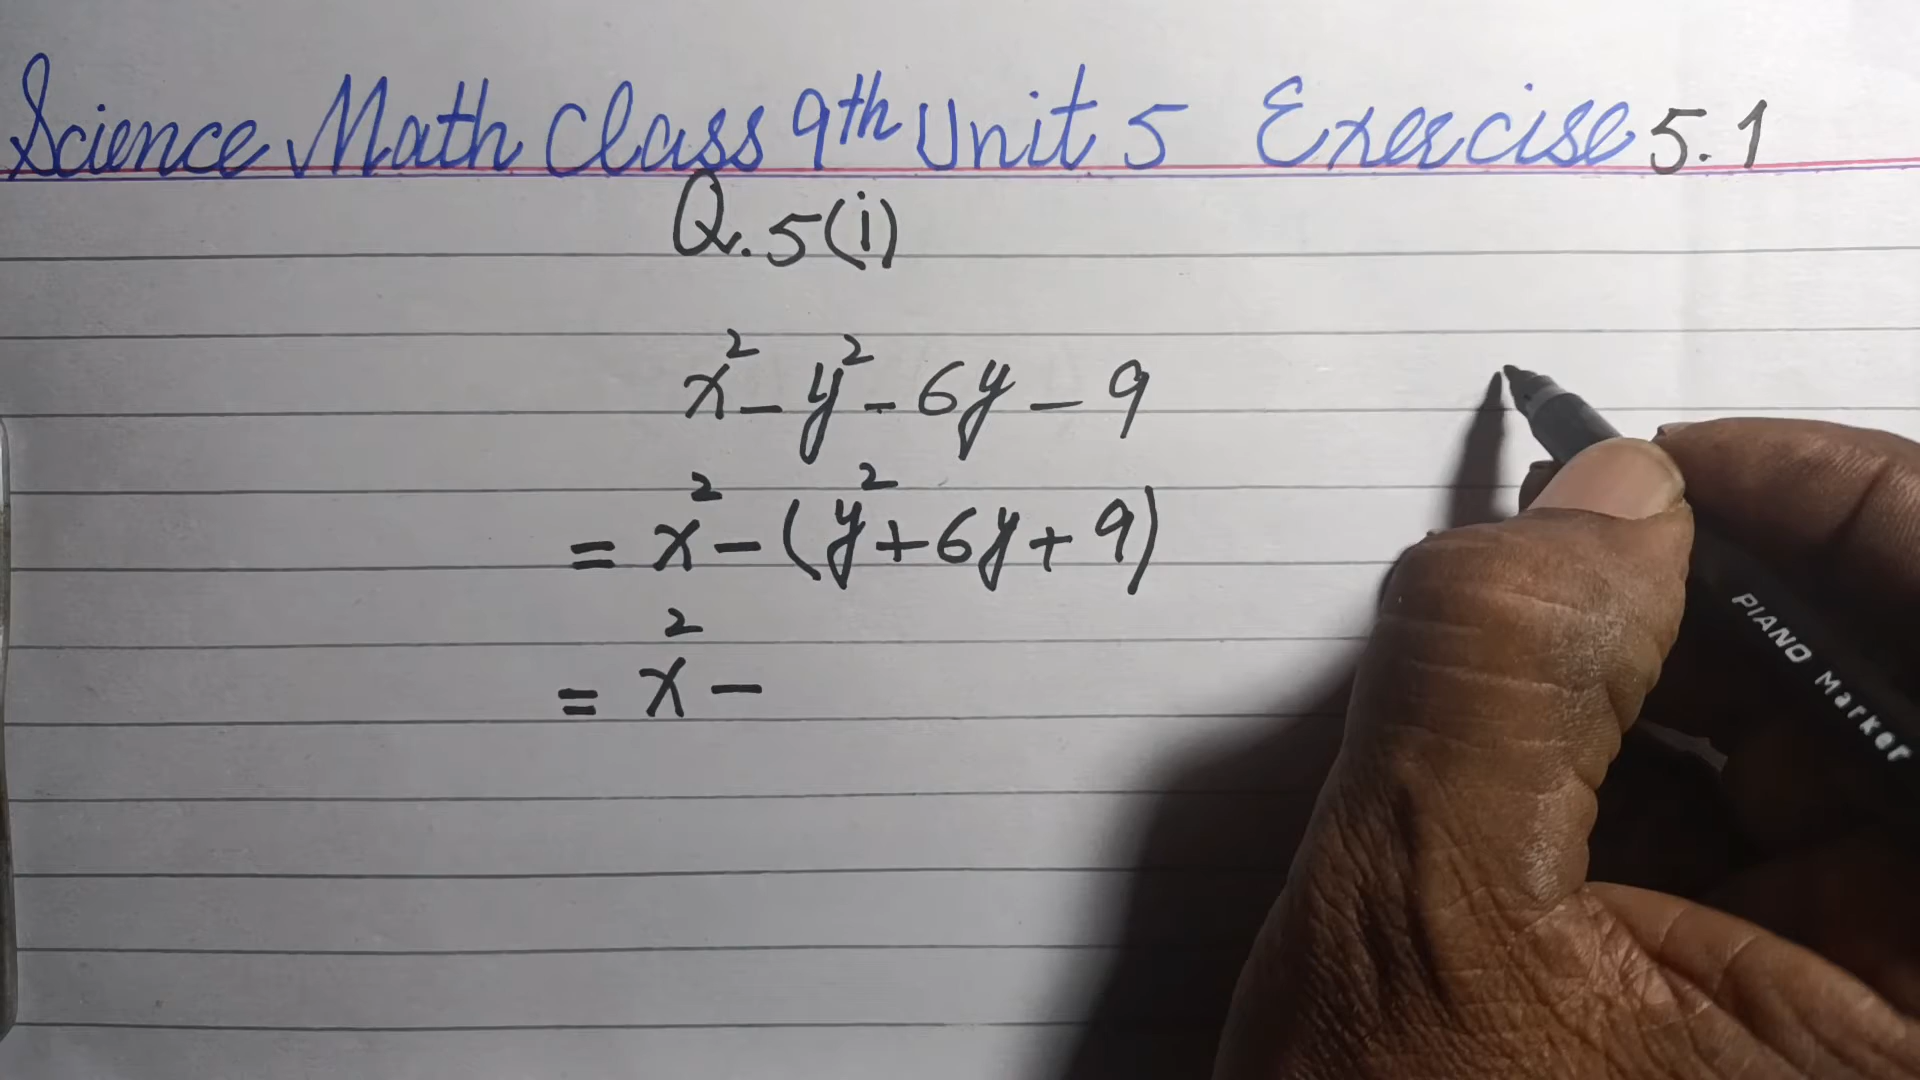 Science Math Class 9th Unit 5 Exercise 5.1
Q.5(i)
x² - y² - 6y - 9
= x² - (y² + 6y + 9)
= x² -
PIANO Marker